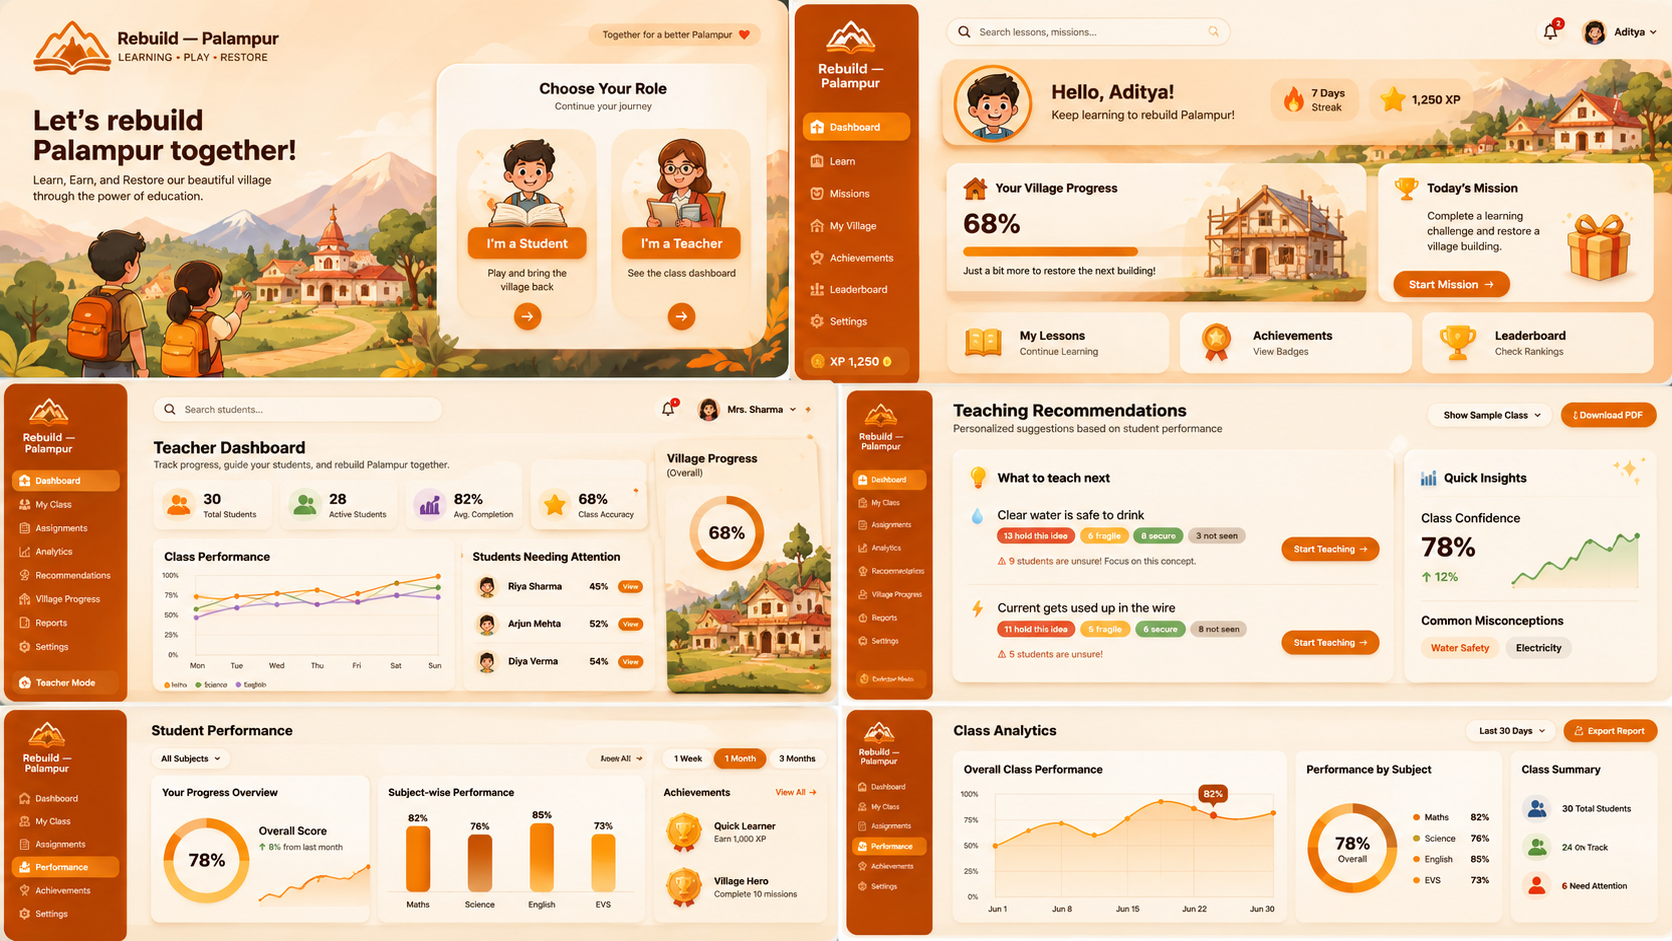 Rebuild — Palampur
LEARNING • PLAY • RESTORE
Together for a better Palampur
Let's rebuild
Palampur together!
Learn, Earn, and Restore our beautiful village
through the power of education.
Choose Your Role
Continue your journey
I'm a Student
Play and bring the
village back
I'm a Teacher
See the class dashboard
Rebuild —
Palampur
Dashboard
Learn
Missions
My Village
Achievements
Leaderboard
Settings
XP 1,250
Search lessons, missions...
2
Aditya
Hello, Aditya!
Keep learning to rebuild Palampur!
7 Days
Streak
1,250 XP
Your Village Progress
68%
Just a bit more to restore the next building!
Today's Mission
Complete a learning
challenge and restore a
village building.
Start Mission →
My Lessons
Continue Learning
Achievements
View Badges
Leaderboard
Check Rankings
Rebuild —
Palampur
Dashboard
My Class
Assignments
Analytics
Recommendations
Village Progress
Reports
Settings
Teacher Mode
Search students...
Mrs. Sharma
Teacher Dashboard
Track progress, guide your students, and rebuild Palampur together.
30
Total Students
28
Active Students
82%
Avg. Completion
68%
Class Accuracy
Class Performance
100%
75%
50%
25%
0%
Mon Tue Wed Thu Fri Sat Sun
Science English
Students Needing Attention
Riya Sharma 45% View
Arjun Mehta 52% View
Diya Verma 54% View
Village Progress
(Overall)
68%
Rebuild —
Palampur
Dashboard
My Class
Assignments
Analytics
Recommendations
Village Progress
Reports
Settings
Teaching Recommendations
Personalized suggestions based on student performance
Show Sample Class
Download PDF
What to teach next
Clear water is safe to drink
13 hold this idea 6 fragile 8 secure 3 not seen
9 students are unsure! Focus on this concept.
Start Teaching →
Current gets used up in the wire
11 hold this idea 5 fragile 6 secure 8 not seen
5 students are unsure!
Start Teaching →
Quick Insights
Class Confidence
78%
↑ 12%
Common Misconceptions
Water Safety Electricity
Rebuild —
Palampur
Dashboard
My Class
Assignments
Performance
Achievements
Settings
Student Performance
All Subjects
All →
1 Week 1 Month 3 Months
Your Progress Overview
78%
Overall Score
↑ 8% from last month
Subject-wise Performance
82% 76% 85% 73%
Maths Science English EVS
Achievements
View All →
Quick Learner
Earn 1,000 XP
Village Hero
Complete 10 missions
Rebuild —
Palampur
Dashboard
My Class
Assignments
Performance
Achievements
Settings
Class Analytics
Last 30 Days
Export Report
Overall Class Performance
100%
75%
50%
25%
0%
82%
Jun 1 Jun 8 Jun 15 Jun 22 Jun 30
Performance by Subject
78%
Overall
Maths 82%
Science 76%
English 85%
EVS 73%
Class Summary
30 Total Students
24 On Track
6 Need Attention